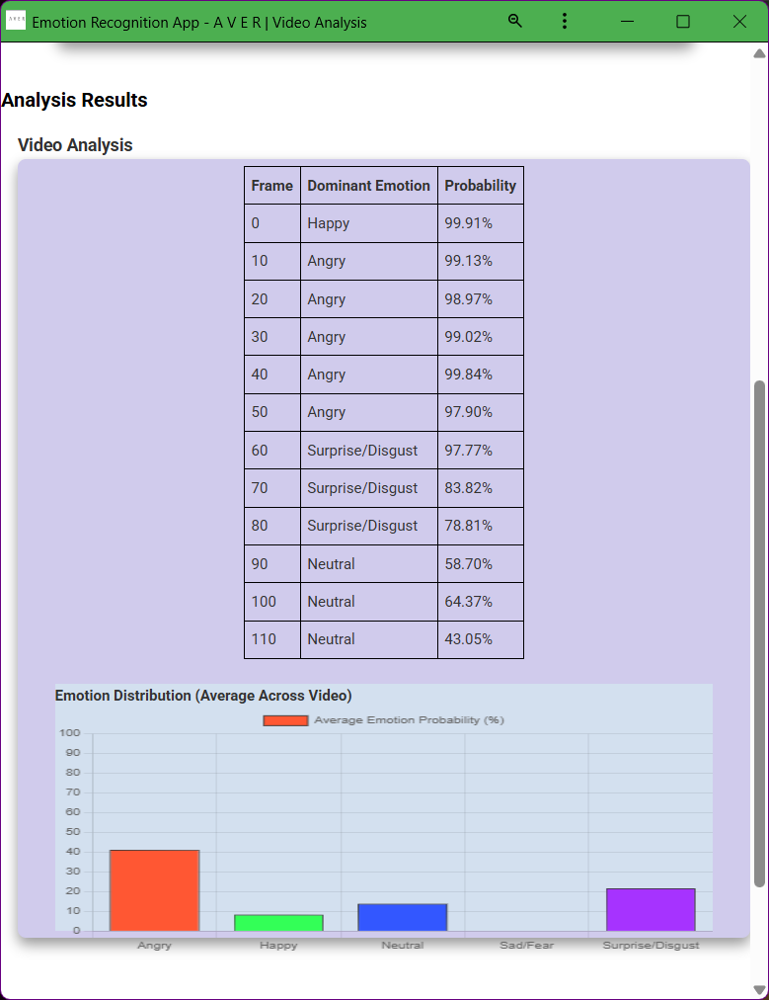 A V E R
Emotion Recognition App - A V E R | Video Analysis
Analysis Results
Video Analysis
Frame Dominant Emotion Probability
0 Happy 99.91%
10 Angry 99.13%
20 Angry 98.97%
30 Angry 99.02%
40 Angry 99.84%
50 Angry 97.90%
60 Surprise/Disgust 97.77%
70 Surprise/Disgust 83.82%
80 Surprise/Disgust 78.81%
90 Neutral 58.70%
100 Neutral 64.37%
110 Neutral 43.05%
Emotion Distribution (Average Across Video)
Average Emotion Probability (%)
100
90
80
70
60
50
40
30
20
10
0
Angry Happy Neutral Sad/Fear Surprise/Disgust